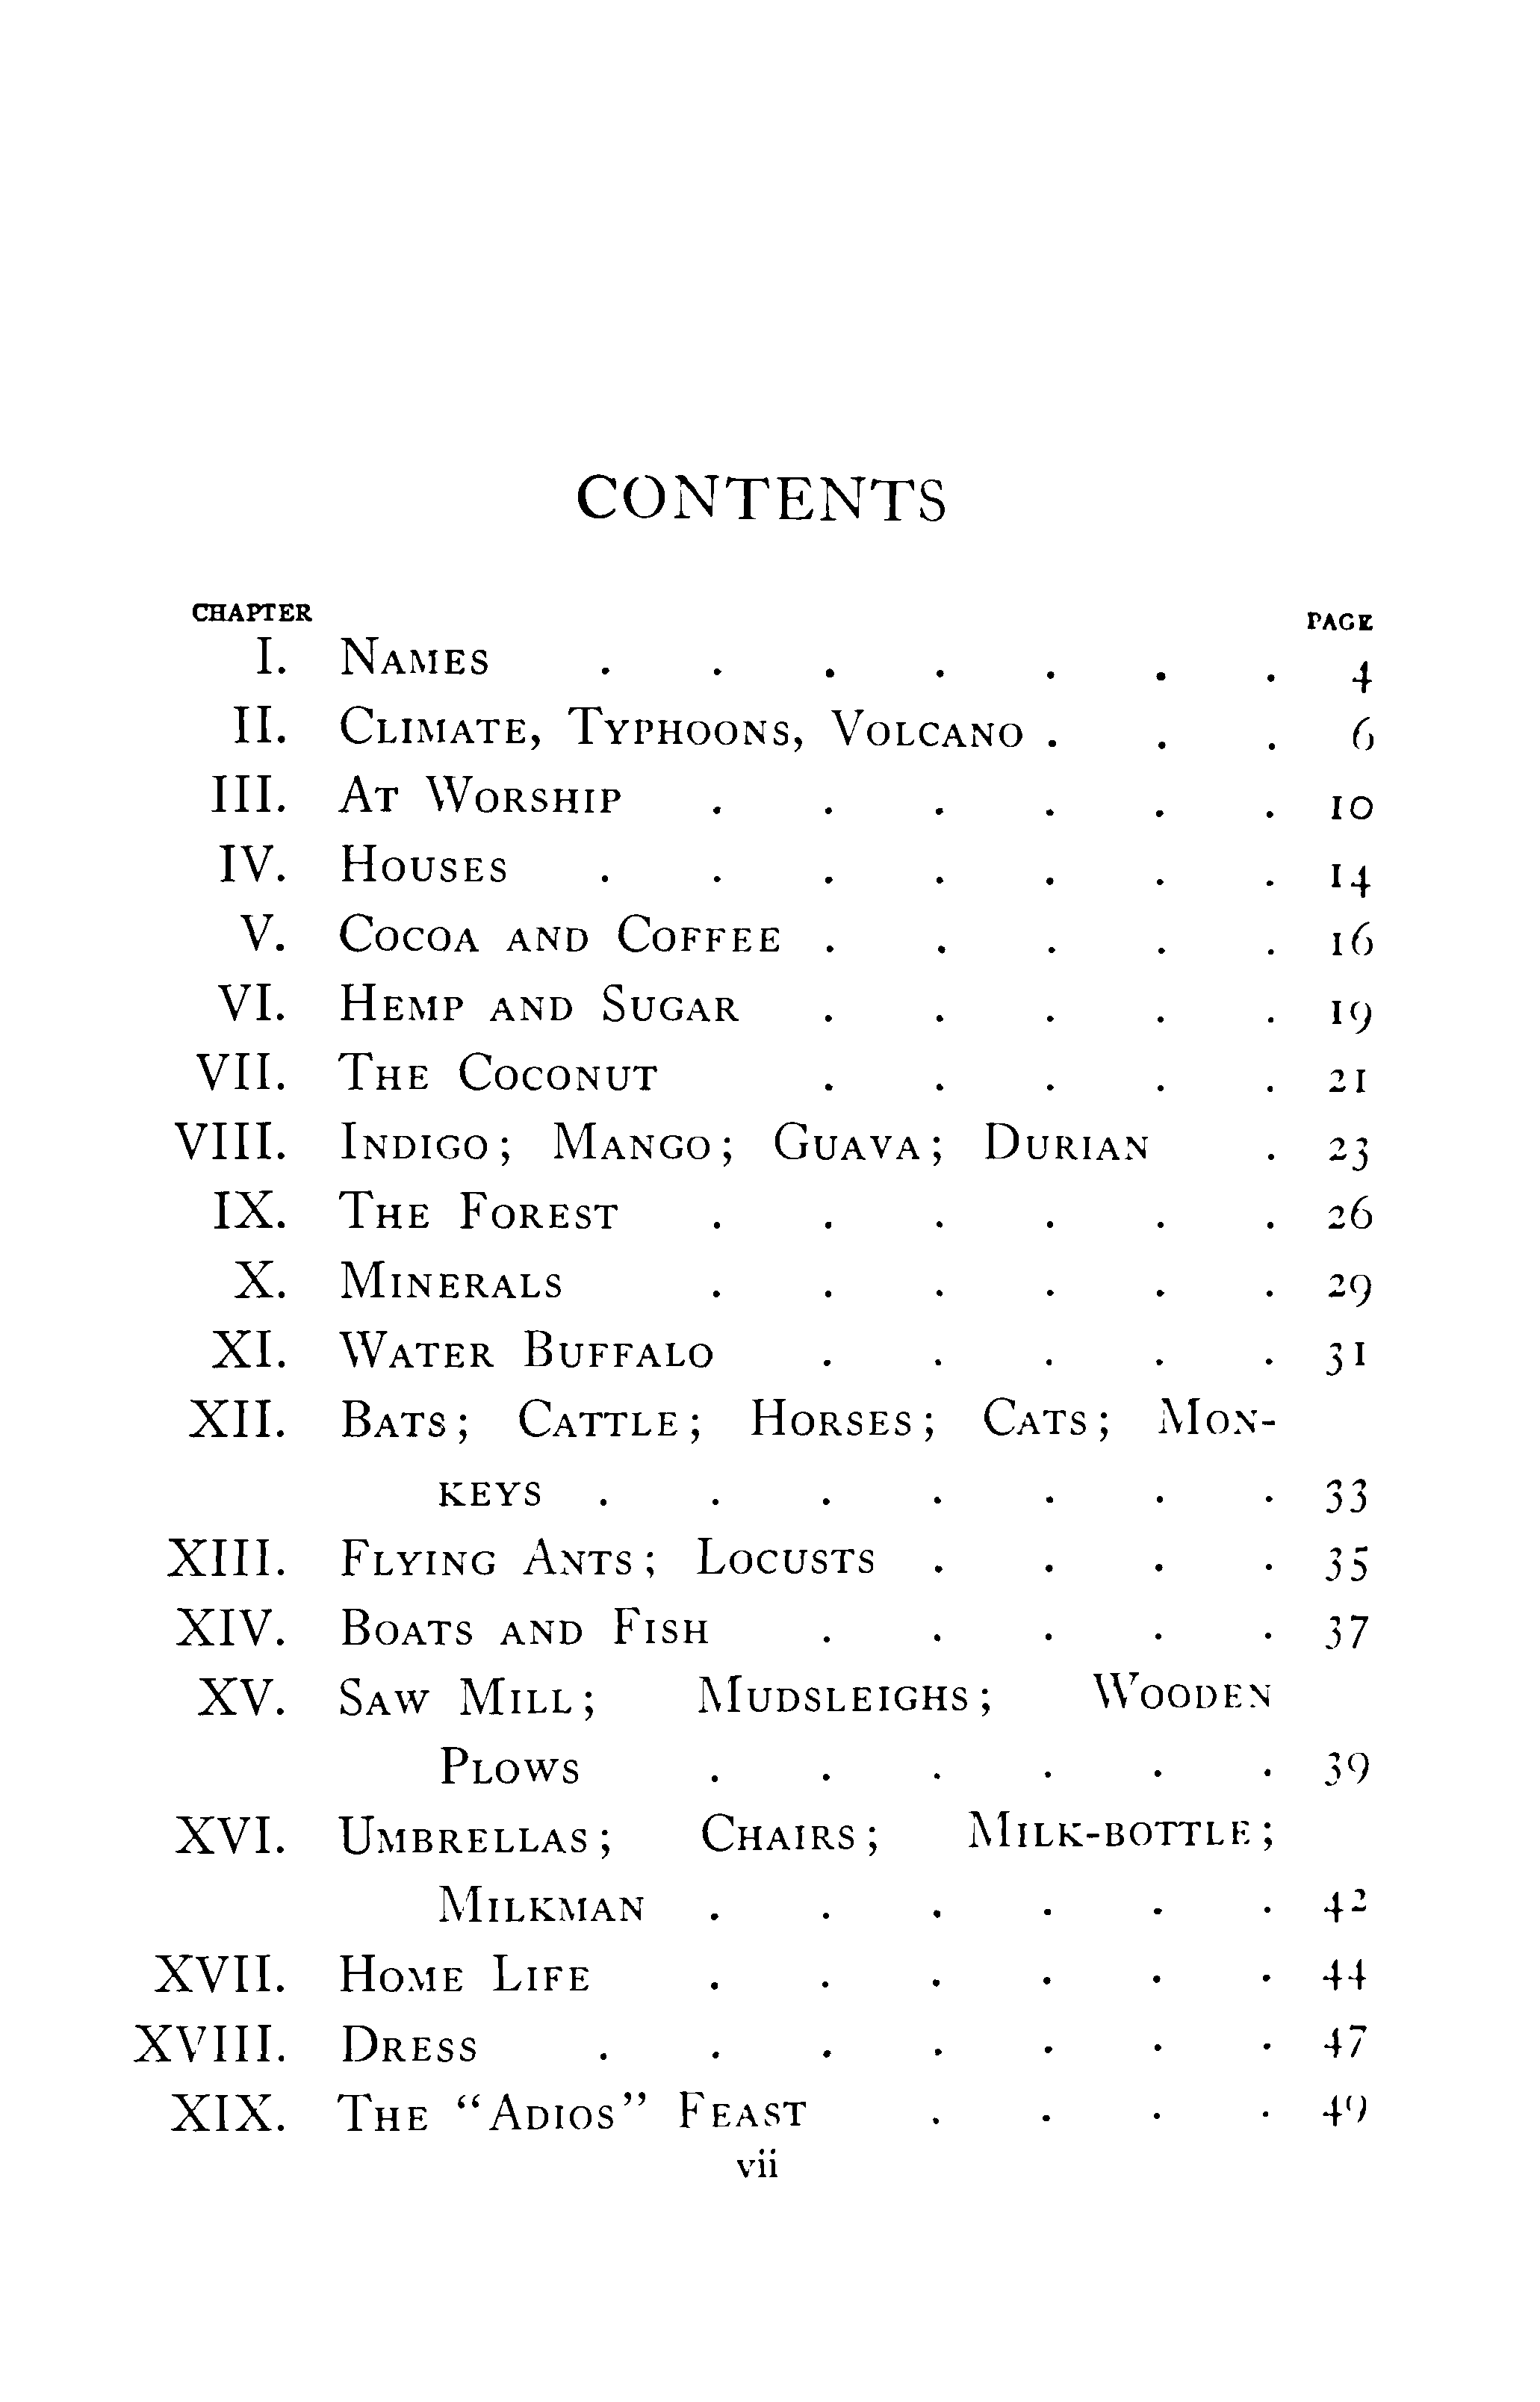 CONTENTS
CHAPTER PAGE
I. NAMES . . . . . . . 4
II. CLIMATE, TYPHOONS, VOLCANO . . . 6
III. AT WORSHIP . . . . . . 10
IV. HOUSES . . . . . . . 14
V. COCOA AND COFFEE . . . . . 16
VI. HEMP AND SUGAR . . . . . 19
VII. THE COCONUT . . . . . 21
VIII. INDIGO; MANGO; GUAVA; DURIAN . 23
IX. THE FOREST . . . . . . 26
X. MINERALS . . . . . . 29
XI. WATER BUFFALO . . . . . 31
XII. BATS; CATTLE; HORSES; CATS; MON-
KEYS . . . . . . . 33
XIII. FLYING ANTS; LOCUSTS . . . . 35
XIV. BOATS AND FISH . . . . . 37
XV. SAW MILL; MUDSLEIGHS; WOODEN
PLOWS . . . . . . 39
XVI. UMBRELLAS; CHAIRS; MILK-BOTTLE;
MILKMAN . . . . . . 42
XVII. HOME LIFE . . . . . . 44
XVIII. DRESS . . . . . . . 47
XIX. THE "ADIOS" FEAST . . . . 49
vii